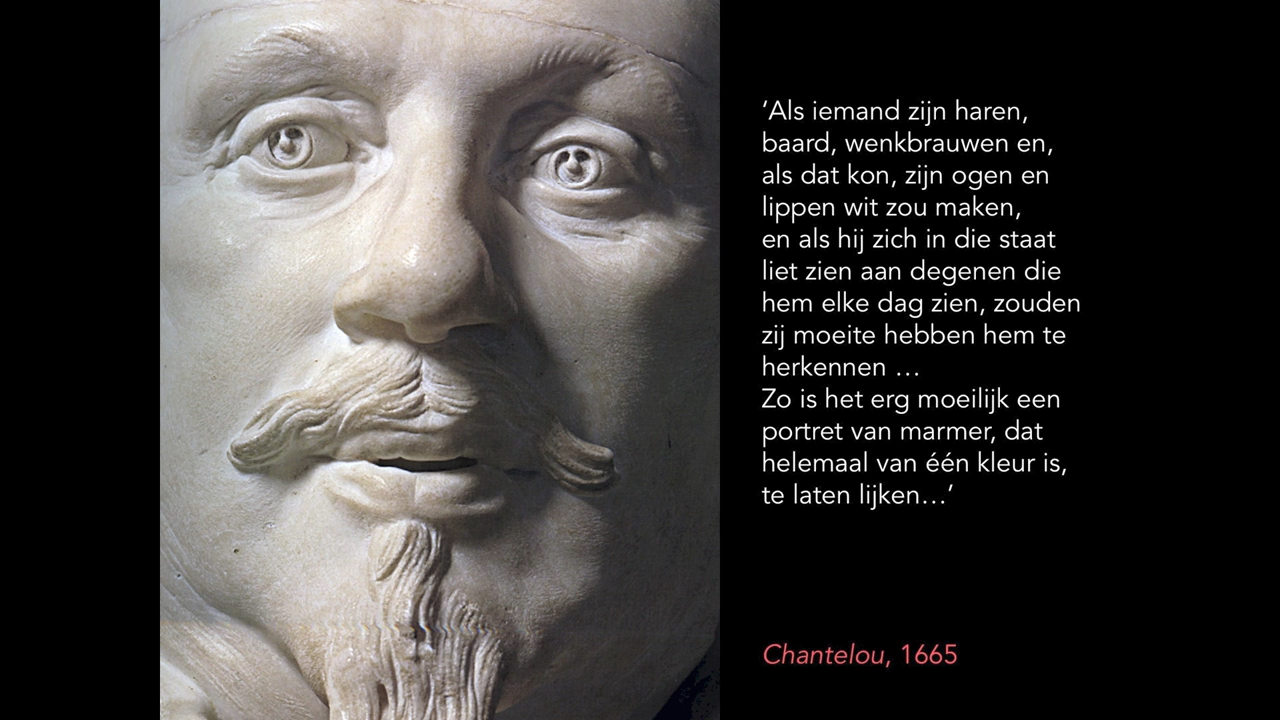 ‘Als iemand zijn haren,
baard, wenkbrauwen en,
als dat kon, zijn ogen en
lippen wit zou maken,
en als hij zich in die staat
liet zien aan degenen die
hem elke dag zien, zouden
zij moeite hebben hem te
herkennen …
Zo is het erg moeilijk een
portret van marmer, dat
helemaal van één kleur is,
te laten lijken…’
Chantelou, 1665